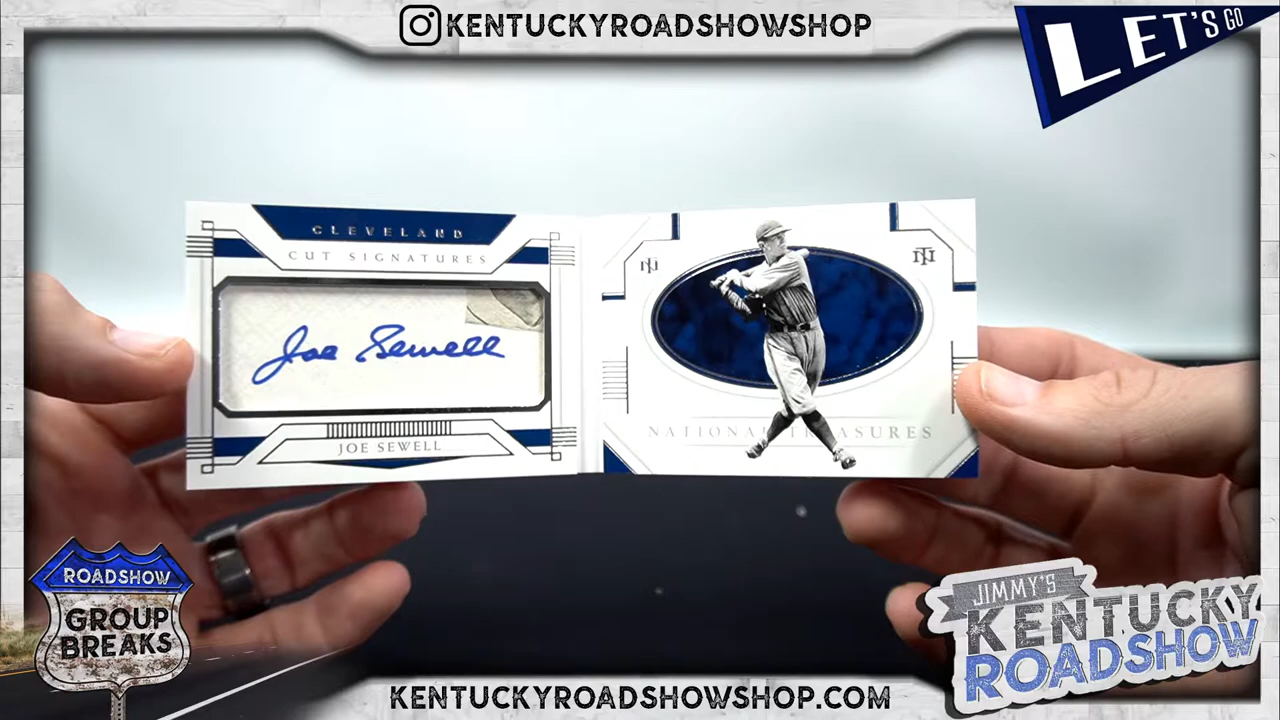 KENTUCKYROADSHOWSHOP
LET'S GO
CLEVELAND
CUT SIGNATURES
Joe Sewell
JOE SEWELL
NATIONAL TREASURES
ROADSHOW
GROUP
BREAKS
JIMMY'S
KENTUCKY
ROADSHOW
KENTUCKYROADSHOWSHOP.COM